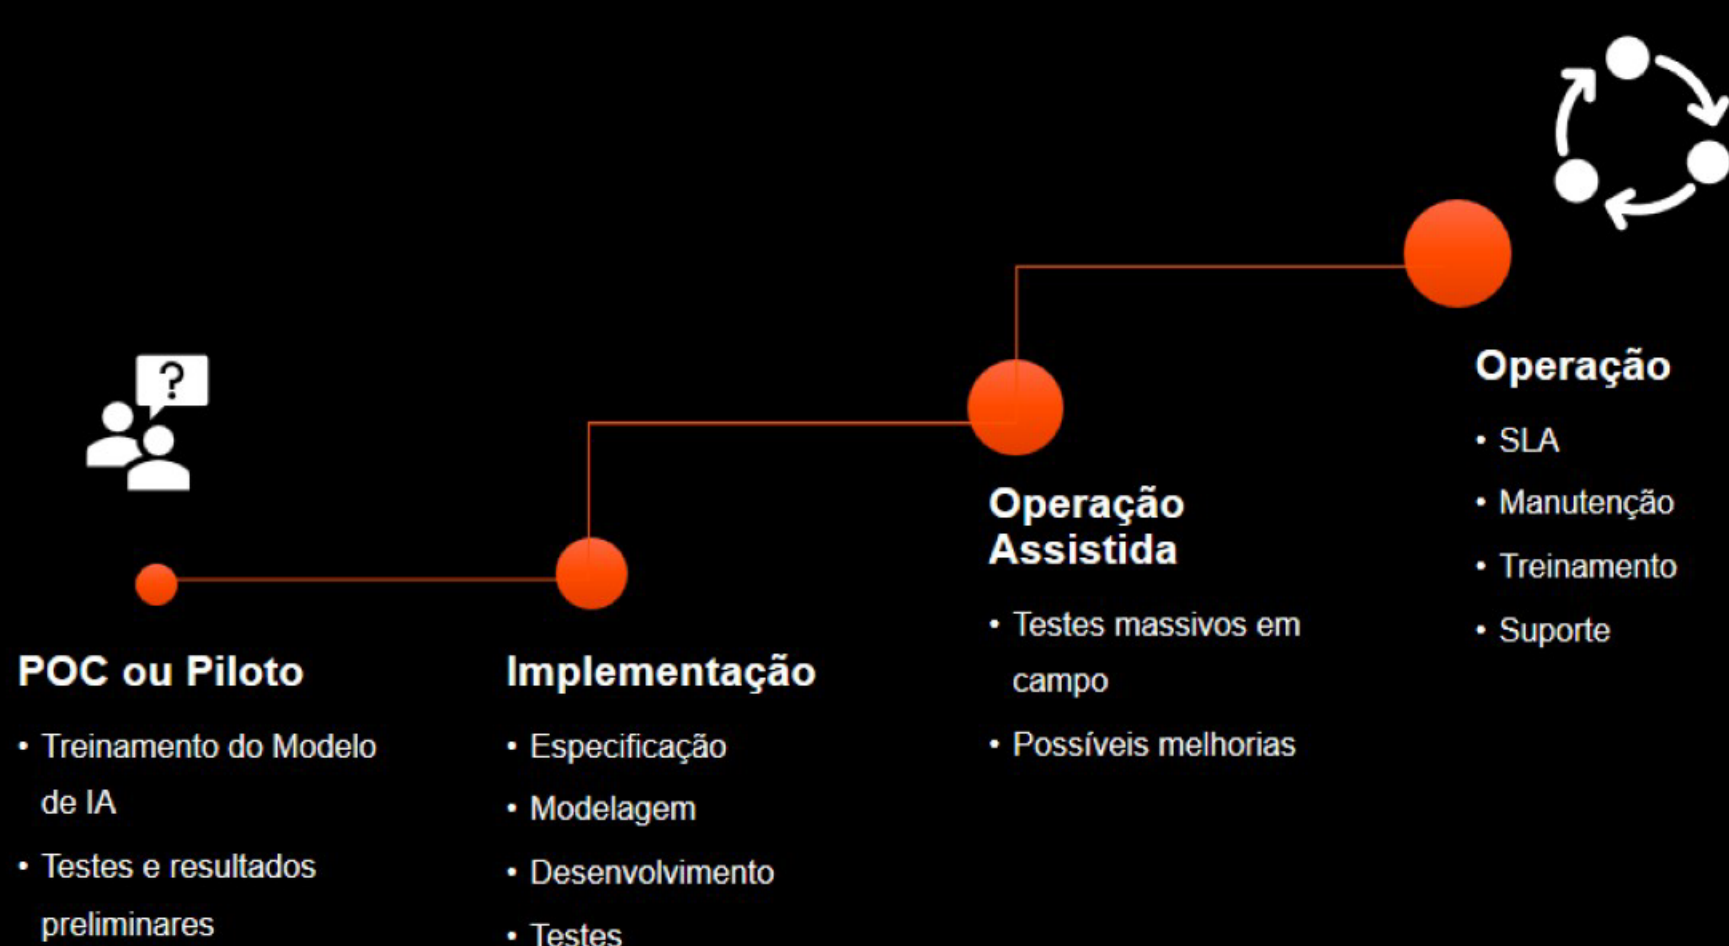 ?
POC ou Piloto
• Treinamento do Modelo
de IA
• Testes e resultados
preliminares
Implementação
• Especificação
• Modelagem
• Desenvolvimento
• Testes
Operação
Assistida
• Testes massivos em
campo
• Possíveis melhorias
Operação
• SLA
• Manutenção
• Treinamento
• Suporte